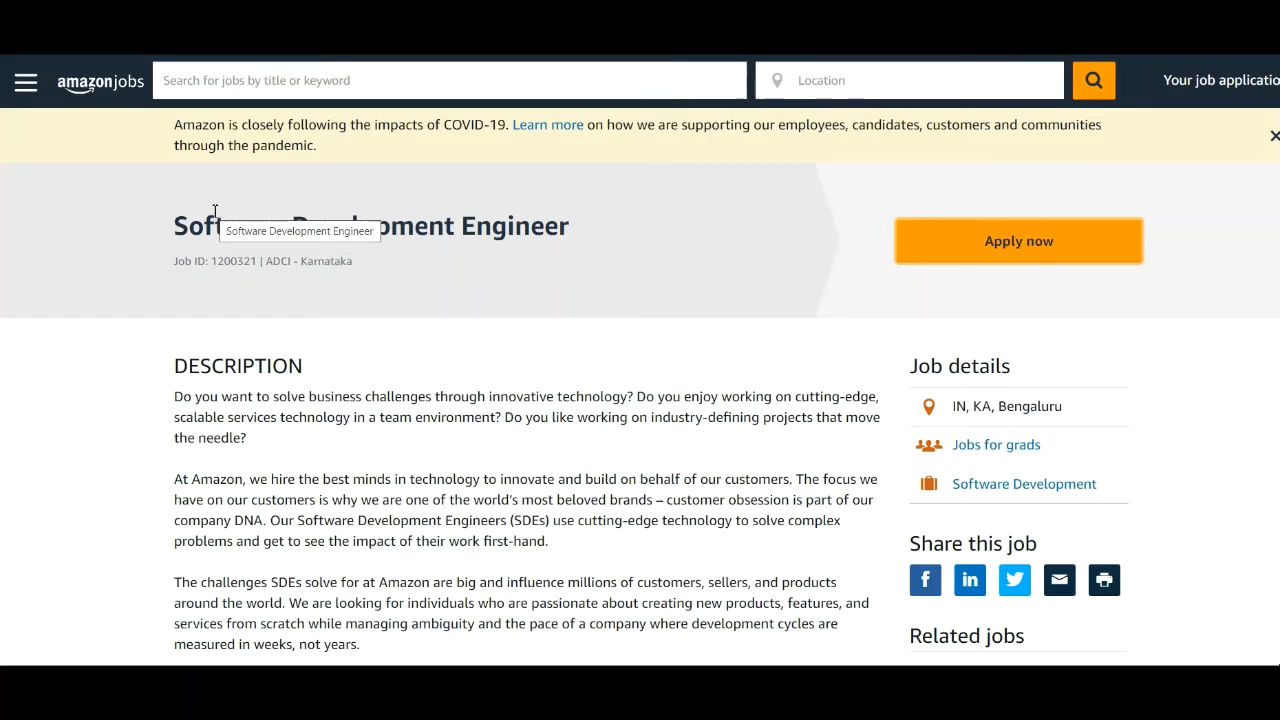 amazonjobs
Search for jobs by title or keyword
Location
Your job applicatio
Amazon is closely following the impacts of COVID-19. Learn more on how we are supporting our employees, candidates, customers and communities
through the pandemic.
Software Development Engineer
Software Development Engineer
Job ID: 1200321 | ADCI - Karnataka
Apply now
DESCRIPTION
Do you want to solve business challenges through innovative technology? Do you enjoy working on cutting-edge,
scalable services technology in a team environment? Do you like working on industry-defining projects that move
the needle?
At Amazon, we hire the best minds in technology to innovate and build on behalf of our customers. The focus we
have on our customers is why we are one of the world's most beloved brands – customer obsession is part of our
company DNA. Our Software Development Engineers (SDEs) use cutting-edge technology to solve complex
problems and get to see the impact of their work first-hand.
The challenges SDEs solve for at Amazon are big and influence millions of customers, sellers, and products
around the world. We are looking for individuals who are passionate about creating new products, features, and
services from scratch while managing ambiguity and the pace of a company where development cycles are
measured in weeks, not years.
Job details
IN, KA, Bengaluru
Jobs for grads
Software Development
Share this job
Related jobs